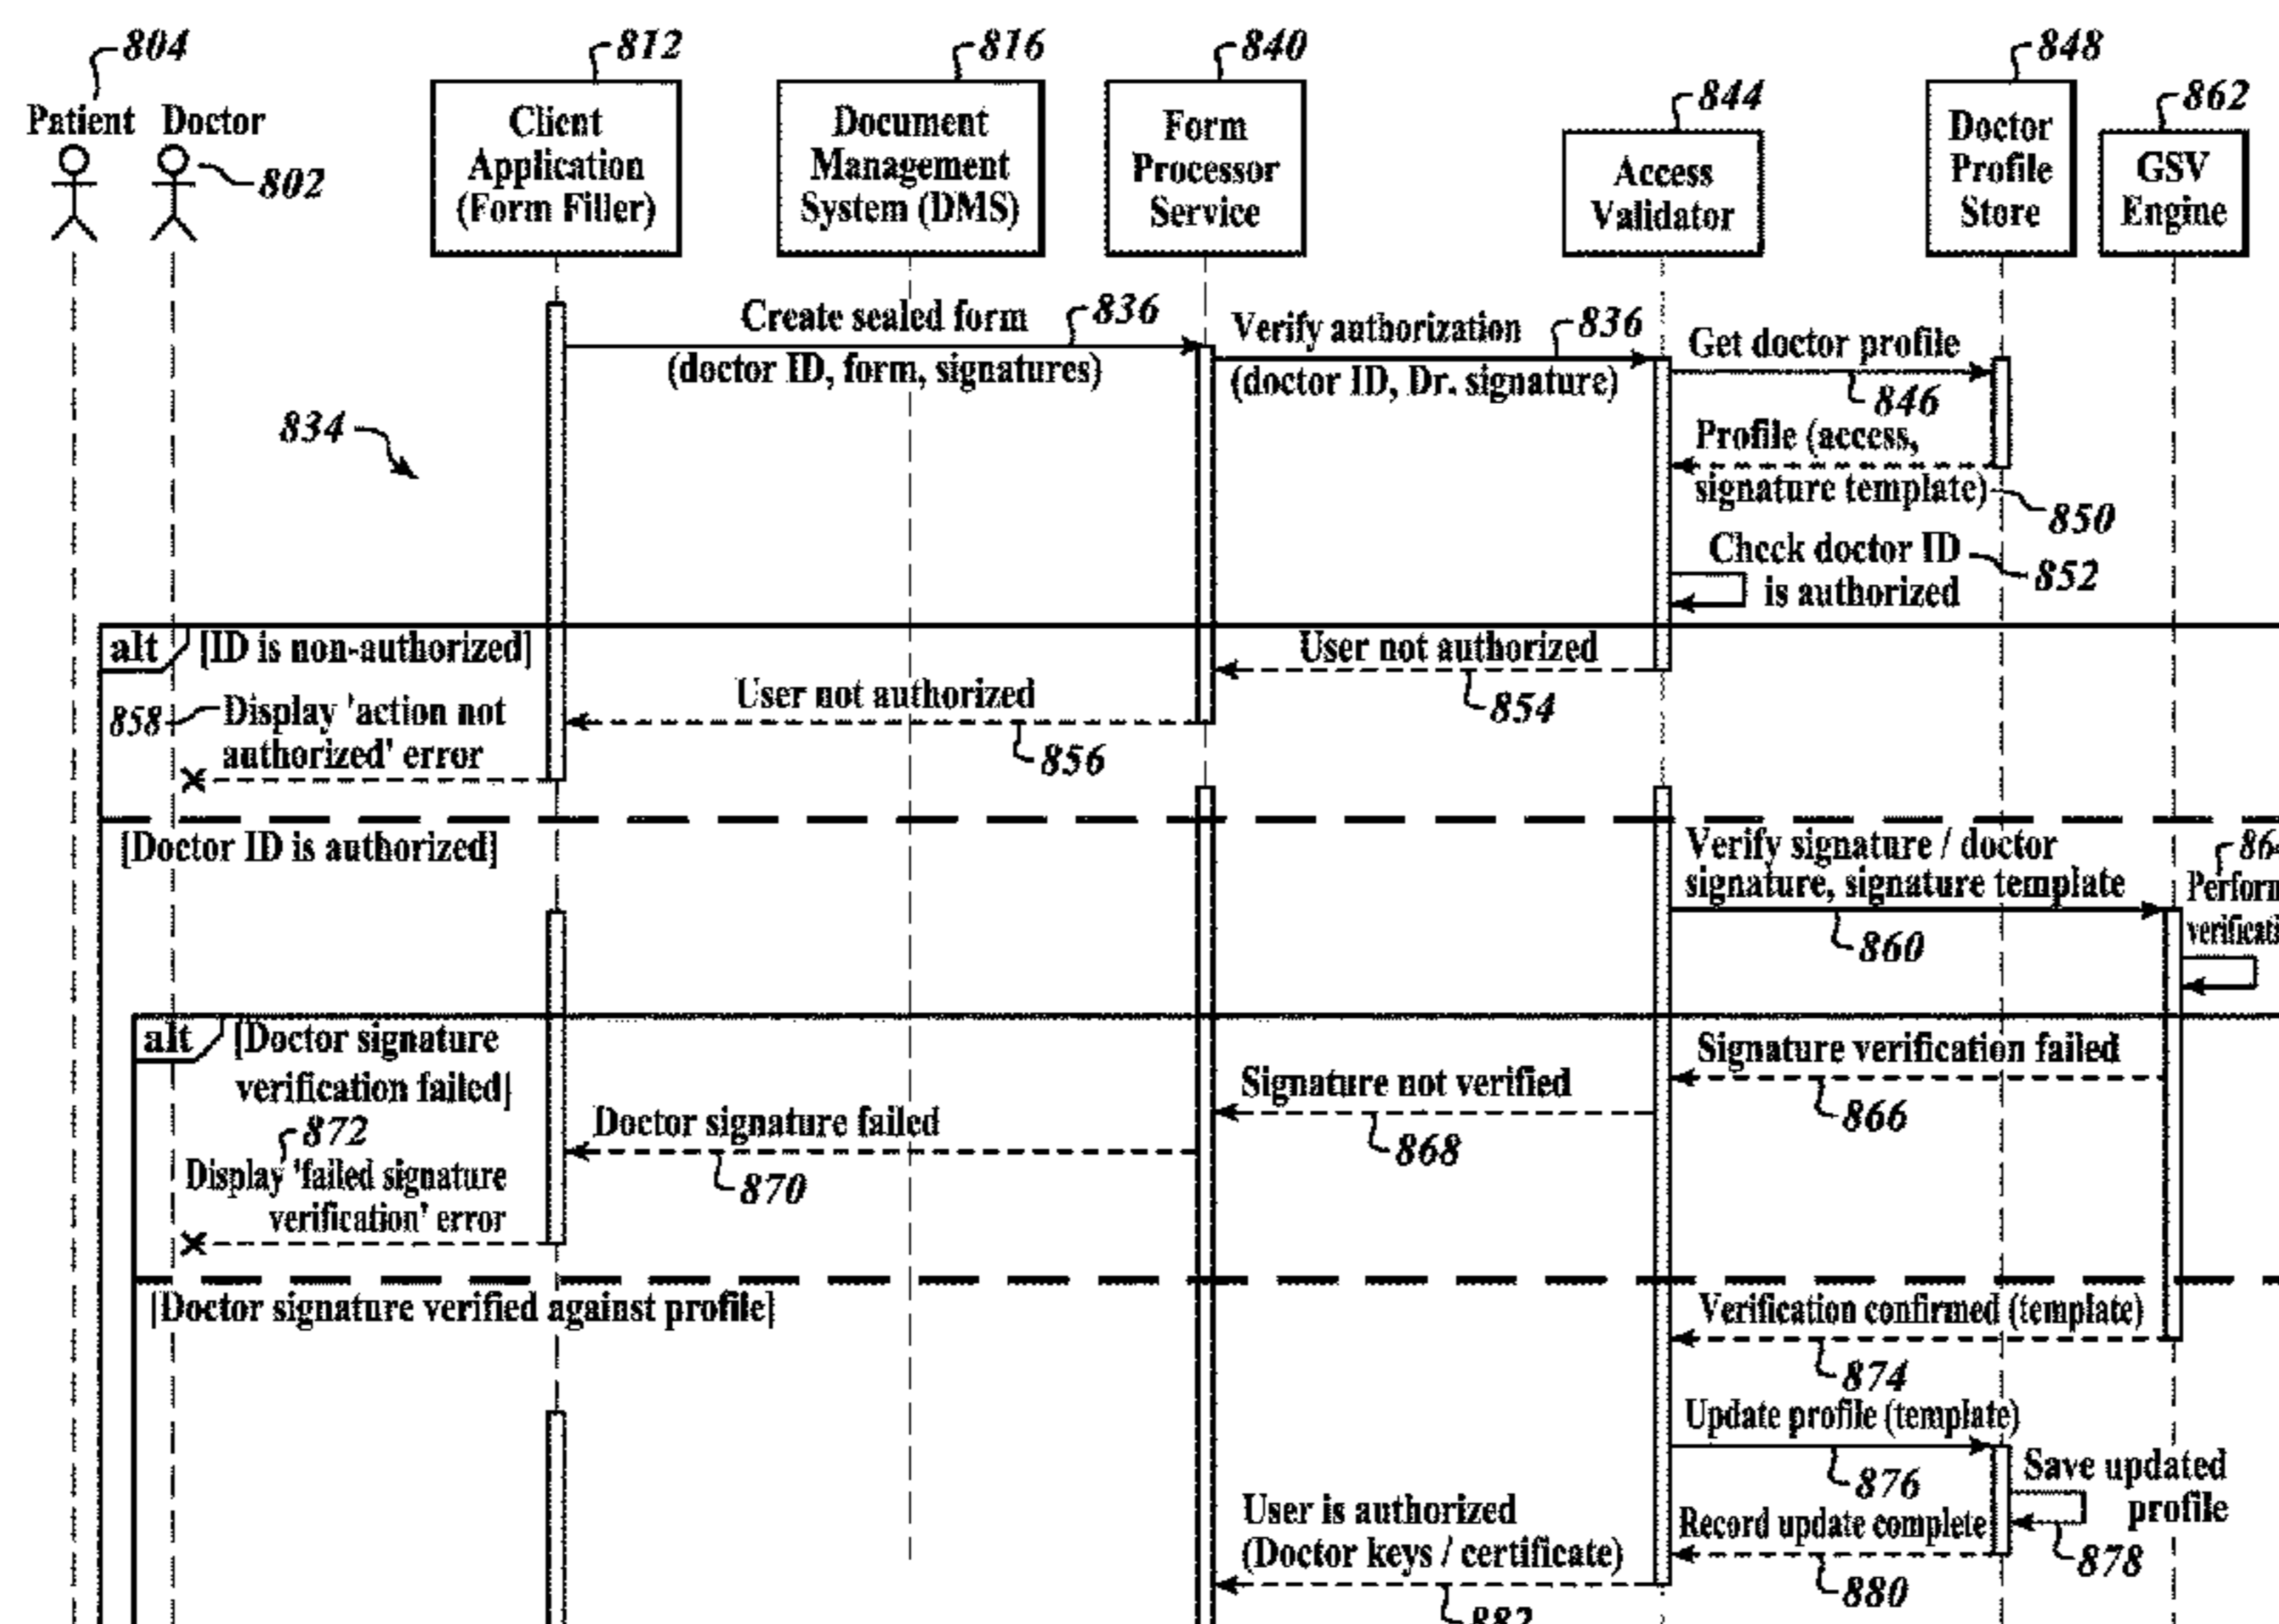 804
812
816
840
848
844
862
Patient
Doctor
802
Client
Application
(Form Filler)
Document
Management
System (DMS)
Form
Processor
Service
Access
Validator
Doctor
Profile
Store
GSV
Engine
Create sealed form
836
(doctor ID, form, signatures)
Verify authorization
836
(doctor ID, Dr. signature)
Get doctor profile
846
834
Profile (access,
signature template)
850
Check doctor ID
is authorized
852
alt
[ID is non-authorized]
User not authorized
854
User not authorized
856
858
Display 'action not
authorized' error
[Doctor ID is authorized]
Verify signature / doctor
signature, signature template
860
alt
[Doctor signature
verification failed]
Signature verification failed
866
Signature not verified
868
Doctor signature failed
870
872
Display 'failed signature
verification' error
[Doctor signature verified against profile]
Verification confirmed (template)
874
Update profile (template)
876
Save updated
profile
878
Record update complete
880
User is authorized
(Doctor keys / certificate)
882